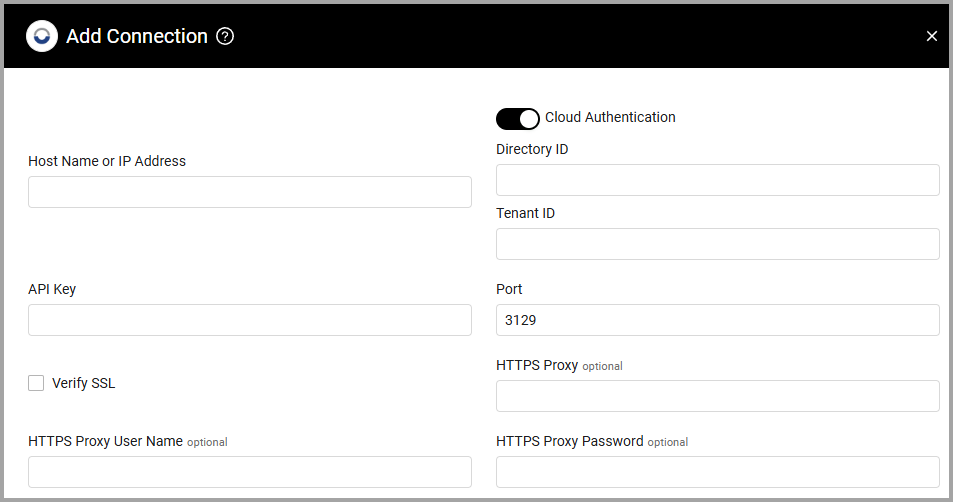 Add Connection ?
Cloud Authentication
Host Name or IP Address
Directory ID
Tenant ID
API Key
Port
3129
Verify SSL
HTTPS Proxy optional
HTTPS Proxy User Name optional
HTTPS Proxy Password optional